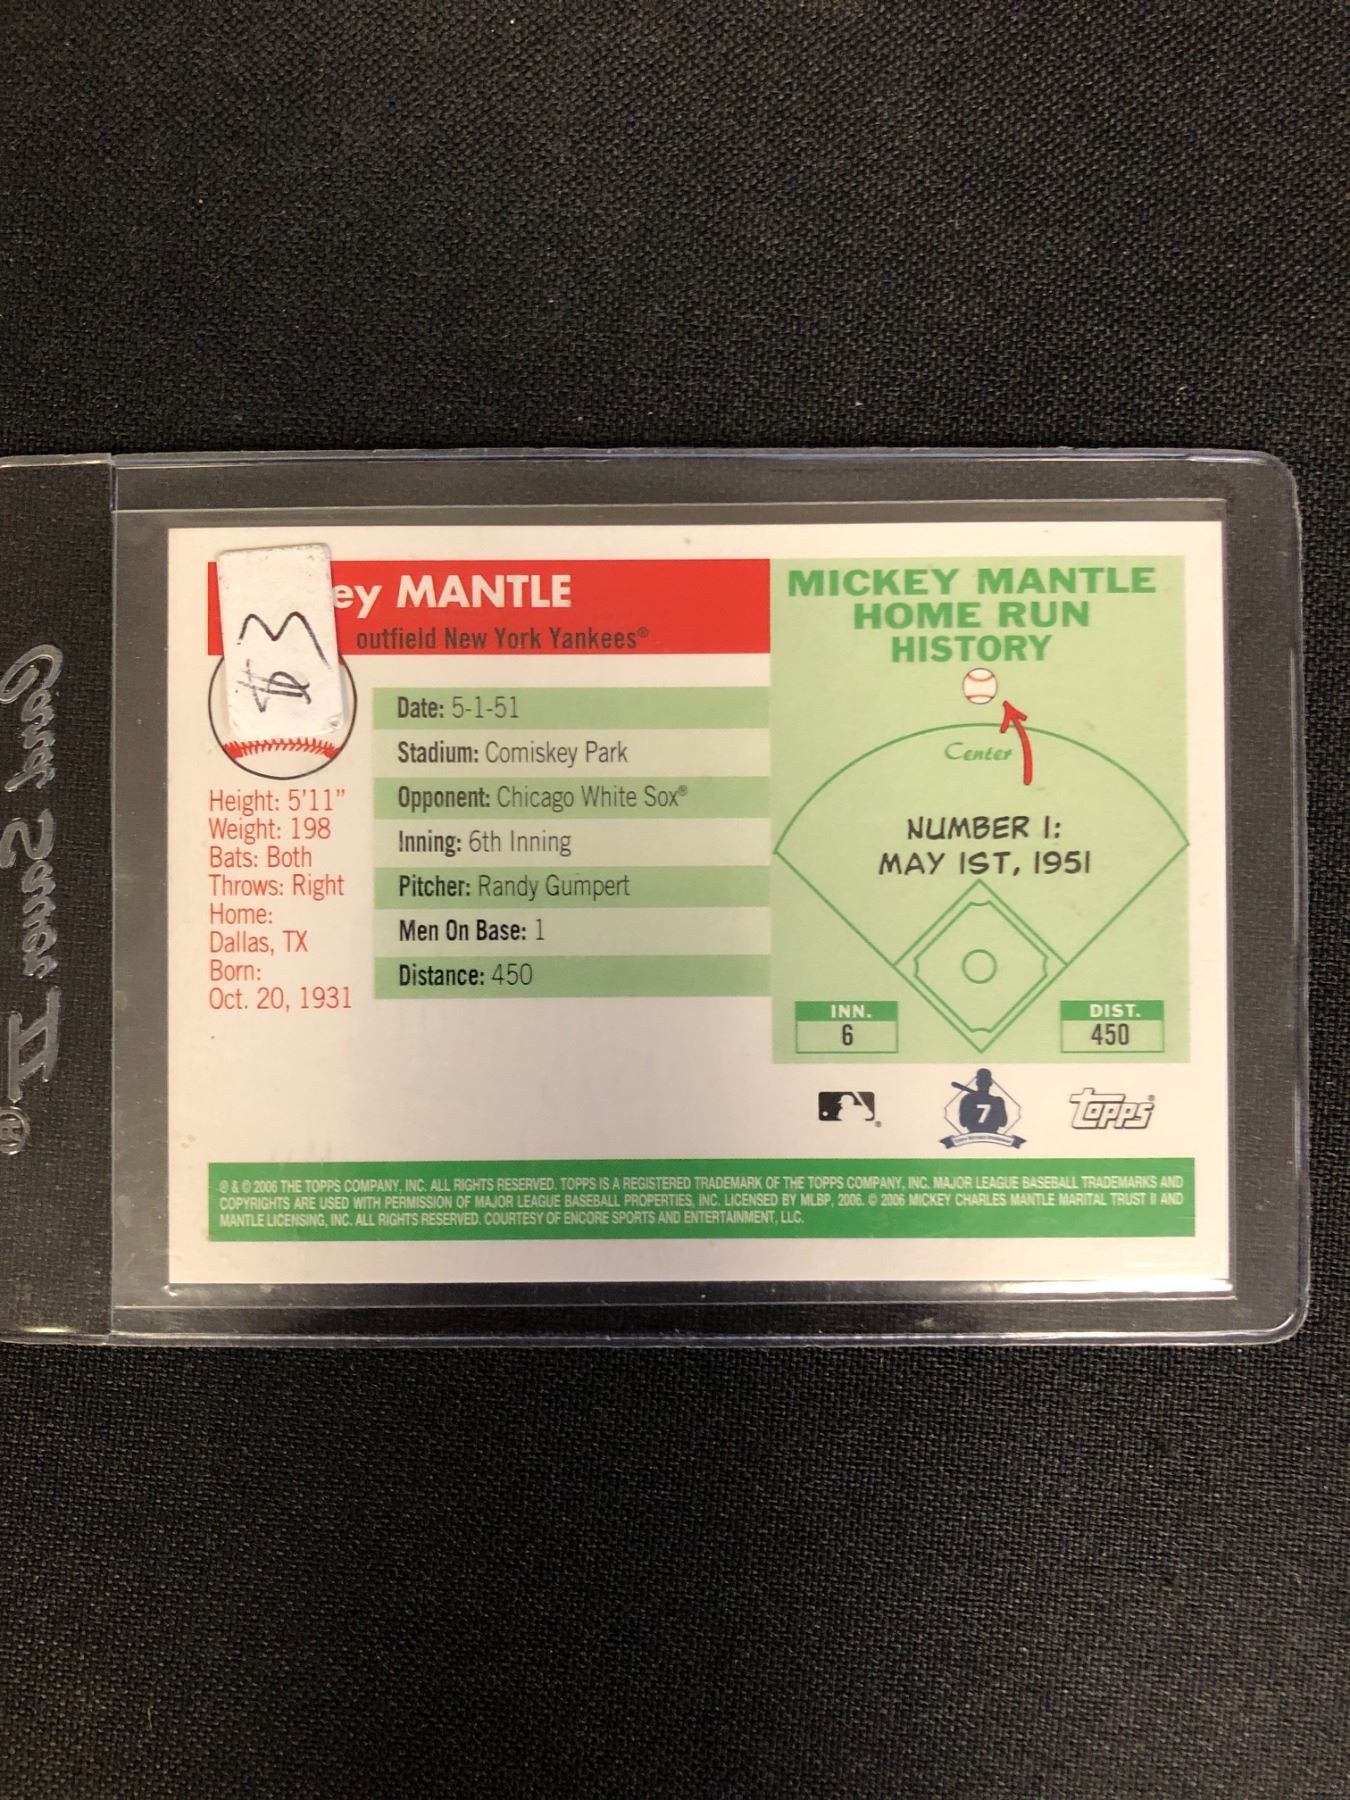 ey MANTLE
outfield New York Yankees®
$3
Height: 5'11"
Weight: 198
Bats: Both
Throws: Right
Home:
Dallas, TX
Born:
Oct. 20, 1931
Date: 5-1-51
Stadium: Comiskey Park
Opponent: Chicago White Sox®
Inning: 6th Inning
Pitcher: Randy Gumpert
Men On Base: 1
Distance: 450
MICKEY MANTLE
HOME RUN
HISTORY
Center
NUMBER 1:
MAY 1ST, 1951
INN.
6
DIST.
450
7
topps®
® & © 2006 THE TOPPS COMPANY, INC. ALL RIGHTS RESERVED. TOPPS IS A REGISTERED TRADEMARK OF THE TOPPS COMPANY, INC. MAJOR LEAGUE BASEBALL TRADEMARKS AND
COPYRIGHTS ARE USED WITH PERMISSION OF MAJOR LEAGUE BASEBALL PROPERTIES, INC. LICENSED BY MLBP, 2006. © 2006 MICKEY CHARLES MANTLE MARITAL TRUST II AND
MANTLE LICENSING, INC. ALL RIGHTS RESERVED. COURTESY OF ENCORE SPORTS AND ENTERTAINMENT, LLC.
Card Saver II®